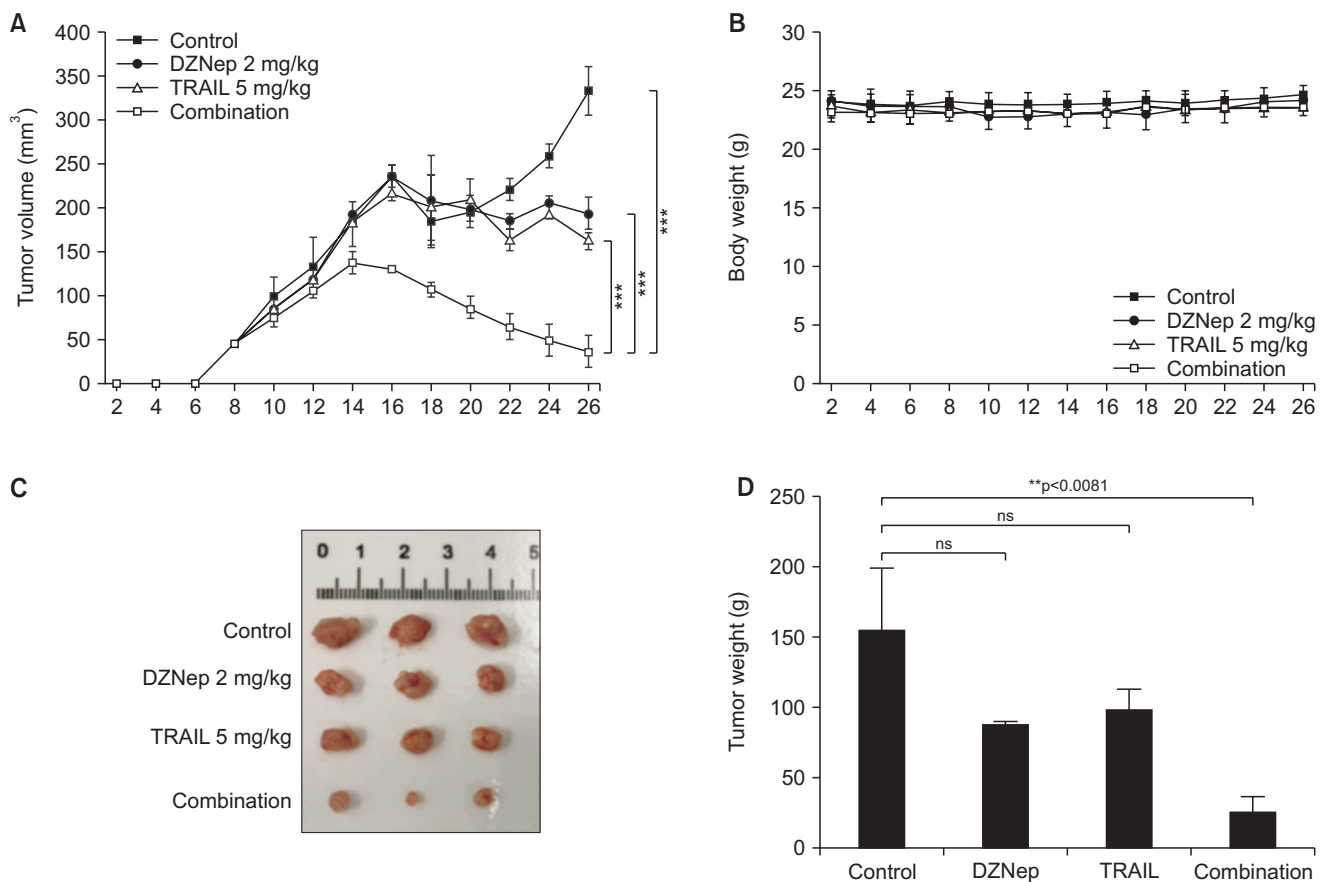 A
Tumor volume (mm³)
400
350
300
250
200
150
100
50
0
2 4 6 8 10 12 14 16 18 20 22 24 26
Control
DZNep 2 mg/kg
TRAIL 5 mg/kg
Combination
***
***
***
B
Body weight (g)
30
25
20
15
10
5
0
2 4 6 8 10 12 14 16 18 20 22 24 26
Control
DZNep 2 mg/kg
TRAIL 5 mg/kg
Combination
C
0 1 2 3 4 5
Control
DZNep 2 mg/kg
TRAIL 5 mg/kg
Combination
D
Tumor weight (g)
250
200
150
100
50
0
**p<0.0081
ns
ns
Control DZNep TRAIL Combination